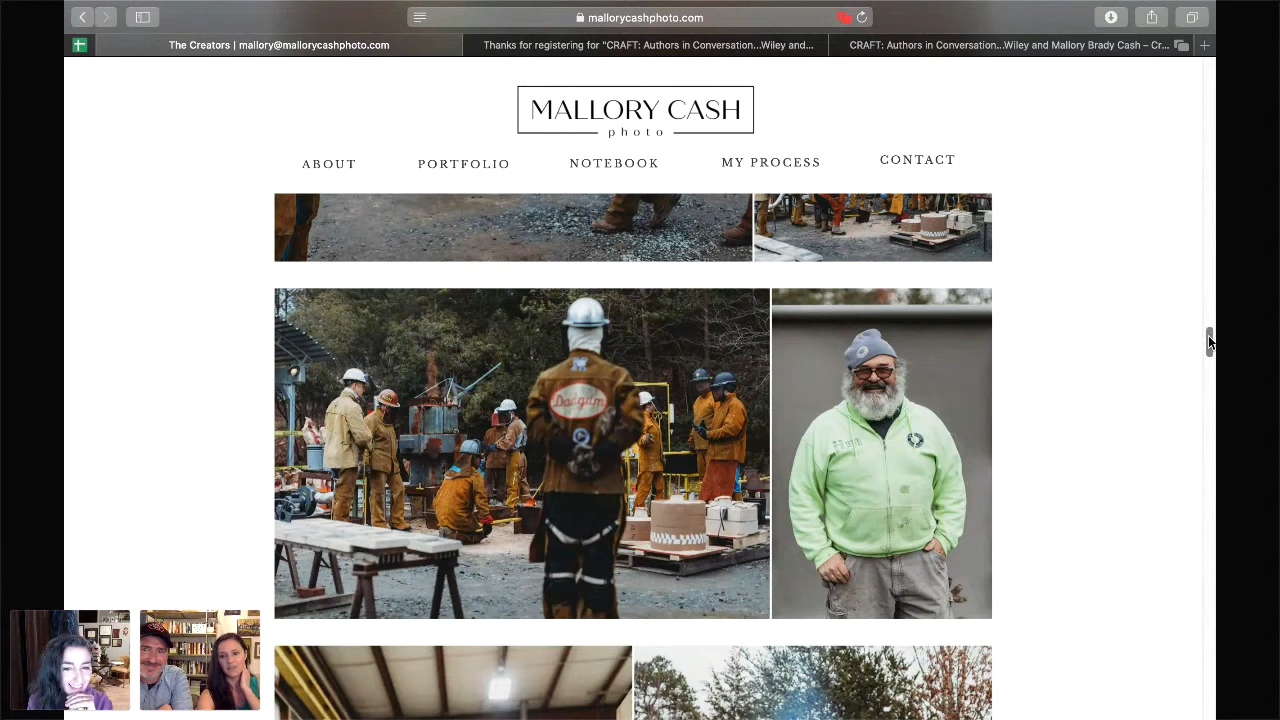 mallorycashphoto.com
The Creators | mallory@mallorycashphoto.com
Thanks for registering for "CRAFT: Authors in Conversation...Wiley and...
CRAFT: Authors in Conversation...Wiley and Mallory Brady Cash – Cr...
MALLORY CASH
photo
ABOUT
PORTFOLIO
NOTEBOOK
MY PROCESS
CONTACT
Dangum